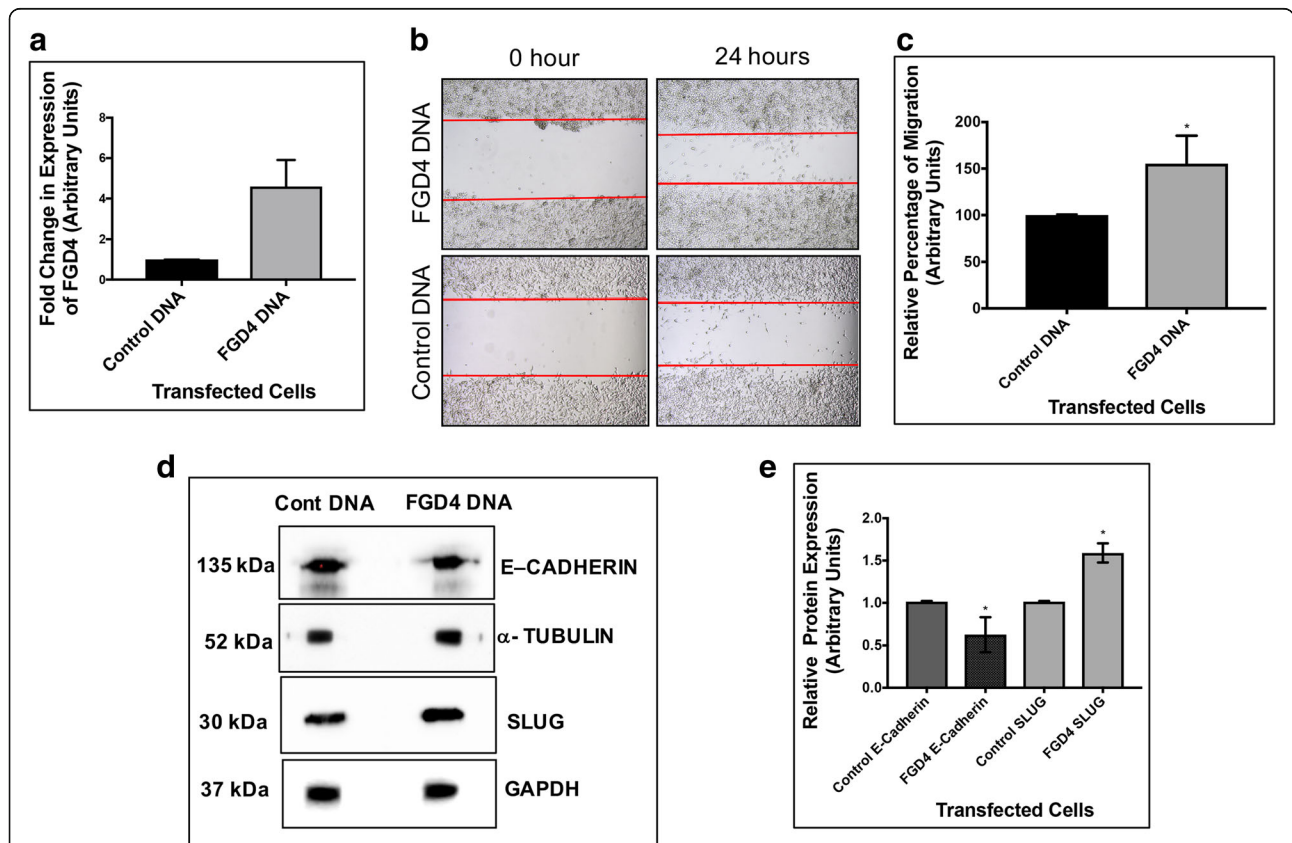 a
Fold Change in Expression
of FGD4 (Arbitrary Units)
8
6
4
2
0
Control DNA
FGD4 DNA
Transfected Cells
b
0 hour
24 hours
FGD4 DNA
Control DNA
c
Relative Percentage of Migration
(Arbitrary Units)
200
150
100
50
0
*
Control DNA
FGD4 DNA
Transfected Cells
d
Cont DNA
FGD4 DNA
135 kDa
E–CADHERIN
52 kDa
α- TUBULIN
30 kDa
SLUG
37 kDa
GAPDH
e
Relative Protein Expression
(Arbitrary Units)
2.0
1.5
1.0
0.5
0.0
*
*
Control E-Cadherin
FGD4 E-Cadherin
Control SLUG
FGD4 SLUG
Transfected Cells